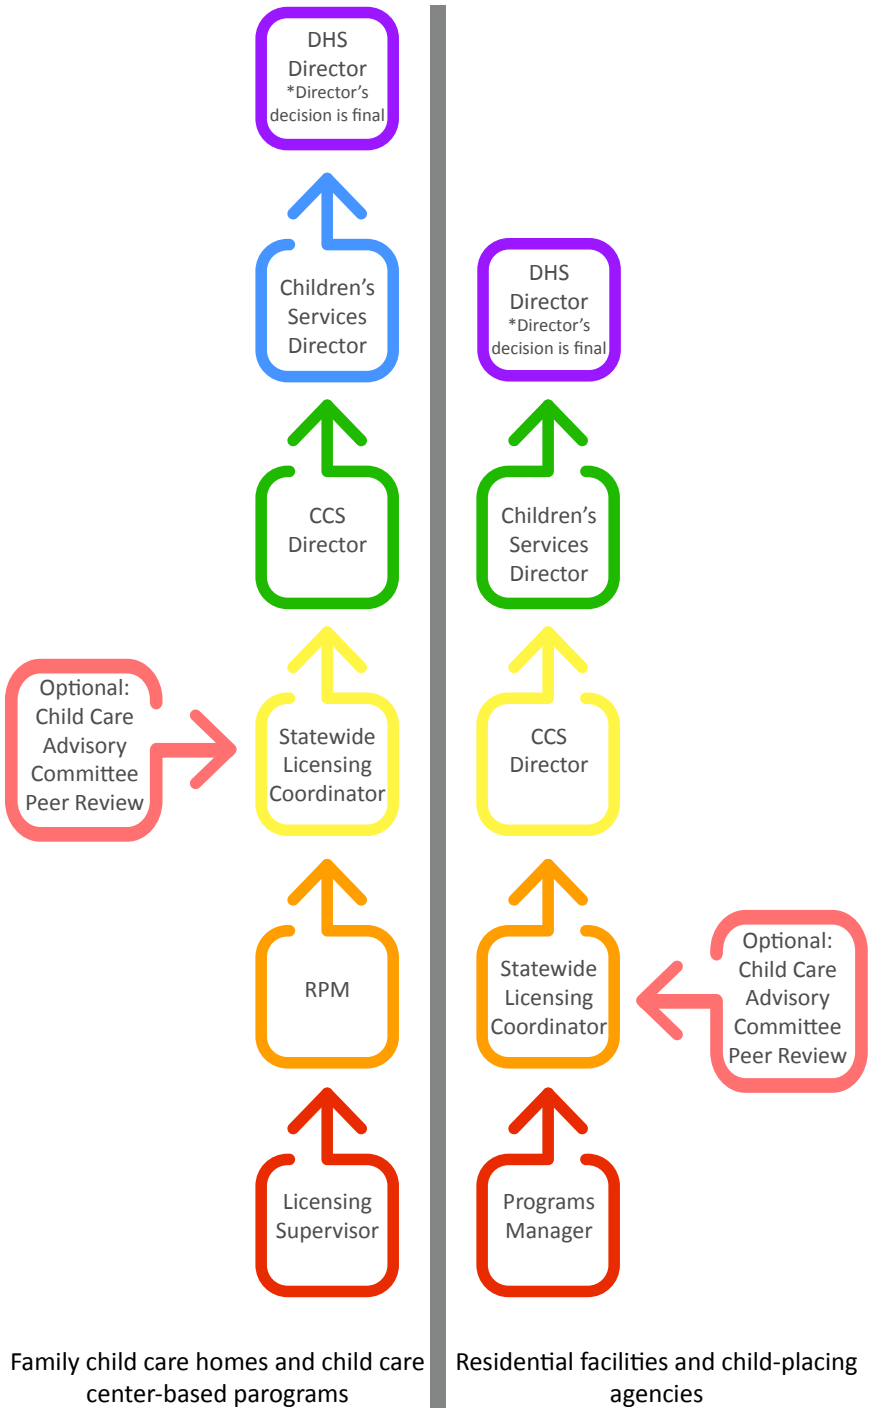 DHS
Director
*Director's
decision is final
Children's
Services
Director
CCS
Director
Optional:
Child Care
Advisory
Committee
Peer Review
Statewide
Licensing
Coordinator
RPM
Licensing
Supervisor
Family child care homes and child care
center-based parograms
DHS
Director
*Director's
decision is final
Children's
Services
Director
CCS
Director
Statewide
Licensing
Coordinator
Optional:
Child Care
Advisory
Committee
Peer Review
Programs
Manager
Residential facilities and child-placing
agencies